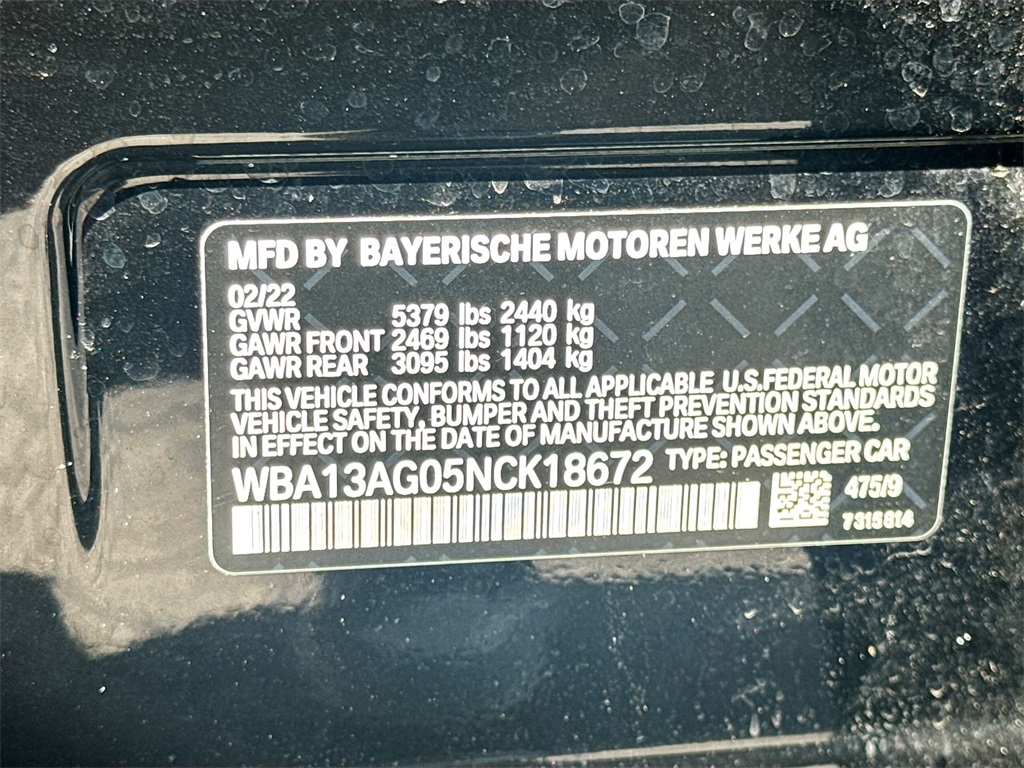 MFD BY BAYERISCHE MOTOREN WERKE AG
02/22
GVWR 5379 lbs 2440 kg
GAWR FRONT 2469 lbs 1120 kg
GAWR REAR 3095 lbs 1404 kg
THIS VEHICLE CONFORMS TO ALL APPLICABLE U.S.FEDERAL MOTOR
VEHICLE SAFETY, BUMPER AND THEFT PREVENTION STANDARDS
IN EFFECT ON THE DATE OF MANUFACTURE SHOWN ABOVE.
WBA13AG05NCK18672 TYPE: PASSENGER CAR
475/9
7315614